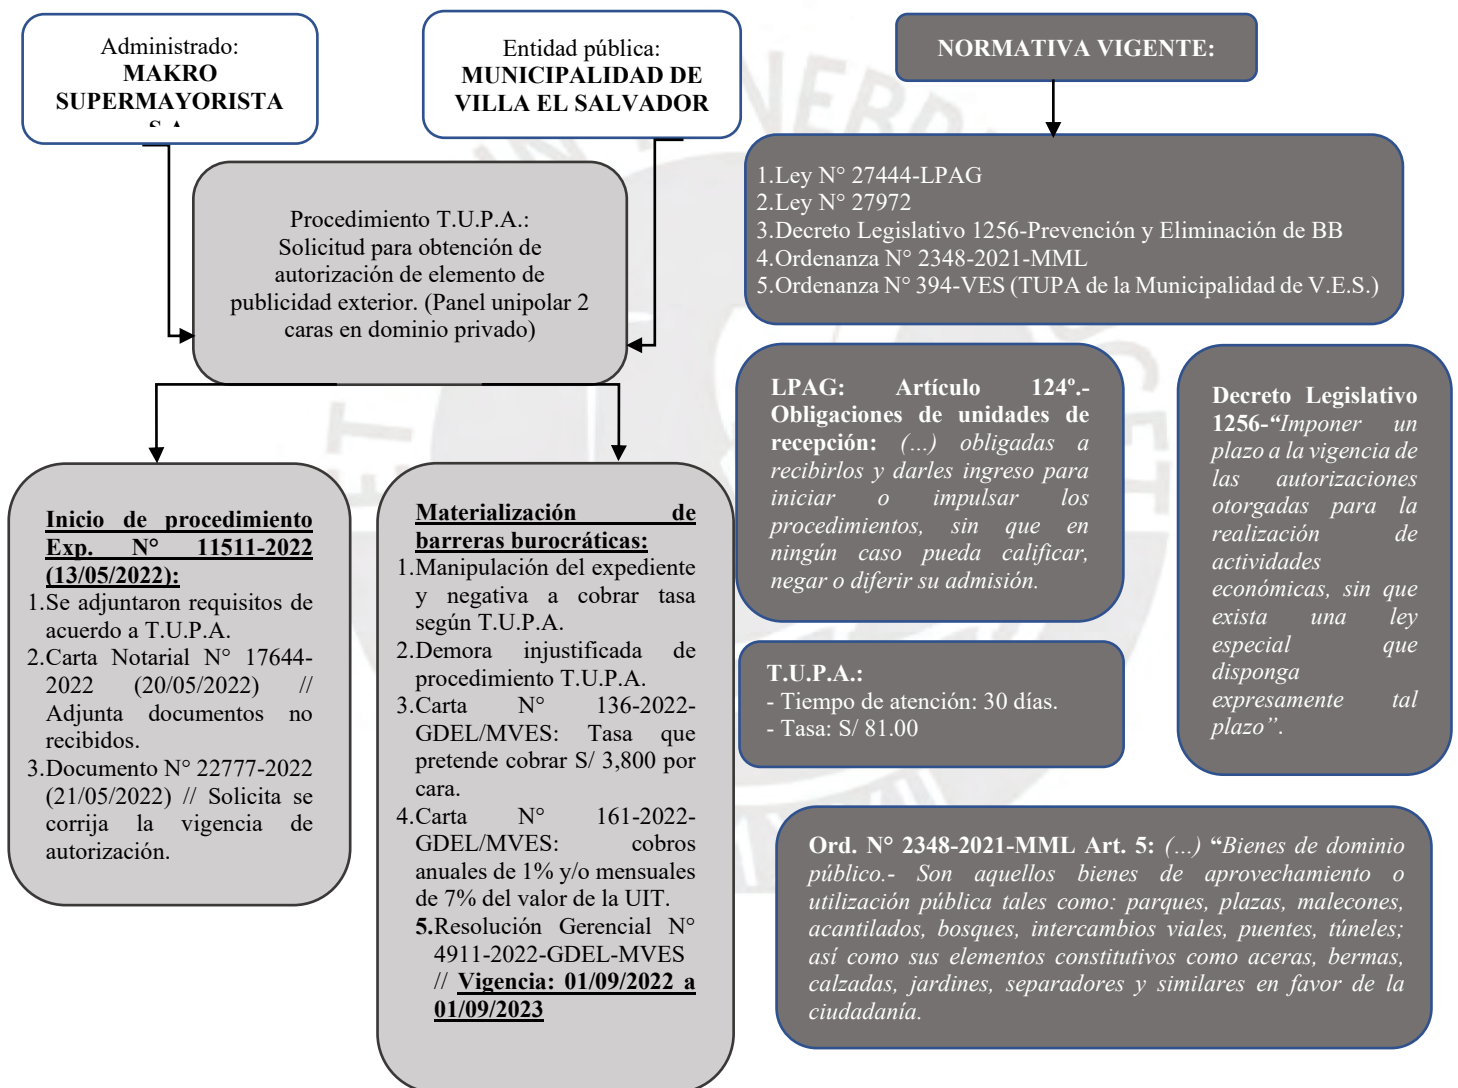 Administrado:
MAKRO
SUPERMAYORISTA
Entidad pública:
MUNICIPALIDAD DE
VILLA EL SALVADOR
NORMATIVA VIGENTE:
Procedimiento T.U.P.A.:
Solicitud para obtención de
autorización de elemento de
publicidad exterior. (Panel unipolar 2
caras en dominio privado)
1.Ley N° 27444-LPAG
2.Ley N° 27972
3.Decreto Legislativo 1256-Prevención y Eliminación de BB
4.Ordenanza N° 2348-2021-MML
5.Ordenanza N° 394-VES (TUPA de la Municipalidad de V.E.S.)
Inicio de procedimiento
Exp. N° 11511-2022
(13/05/2022):
1.Se adjuntaron requisitos de
acuerdo a T.U.P.A.
2.Carta Notarial N° 17644-
2022 (20/05/2022) //
Adjunta documentos no
recibidos.
3.Documento N° 22777-2022
(21/05/2022) // Solicita se
corrija la vigencia de
autorización.
Materialización de
barreras burocráticas:
1.Manipulación del expediente
y negativa a cobrar tasa
según T.U.P.A.
2.Demora injustificada de
procedimiento T.U.P.A.
3.Carta N° 136-2022-
GDEL/MVES: Tasa que
pretende cobrar S/ 3,800 por
cara.
4.Carta N° 161-2022-
GDEL/MVES: cobros
anuales de 1% y/o mensuales
de 7% del valor de la UIT.
5.Resolución Gerencial N°
4911-2022-GDEL-MVES
// Vigencia: 01/09/2022 a
01/09/2023
LPAG: Artículo 124º.-
Obligaciones de unidades de
recepción: (...) obligadas a
recibirlos y darles ingreso para
iniciar o impulsar los
procedimientos, sin que en
ningún caso pueda calificar,
negar o diferir su admisión.
T.U.P.A.:
- Tiempo de atención: 30 días.
- Tasa: S/ 81.00
Decreto Legislativo
1256-“Imponer un
plazo a la vigencia de
las autorizaciones
otorgadas para la
realización de
actividades
económicas, sin que
exista una ley
especial que
disponga
expresamente tal
plazo”.
Ord. N° 2348-2021-MML Art. 5: (...) “Bienes de dominio
público.- Son aquellos bienes de aprovechamiento o
utilización pública tales como: parques, plazas, malecones,
acantilados, bosques, intercambios viales, puentes, túneles;
así como sus elementos constitutivos como aceras, bermas,
calzadas, jardines, separadores y similares en favor de la
ciudadanía.